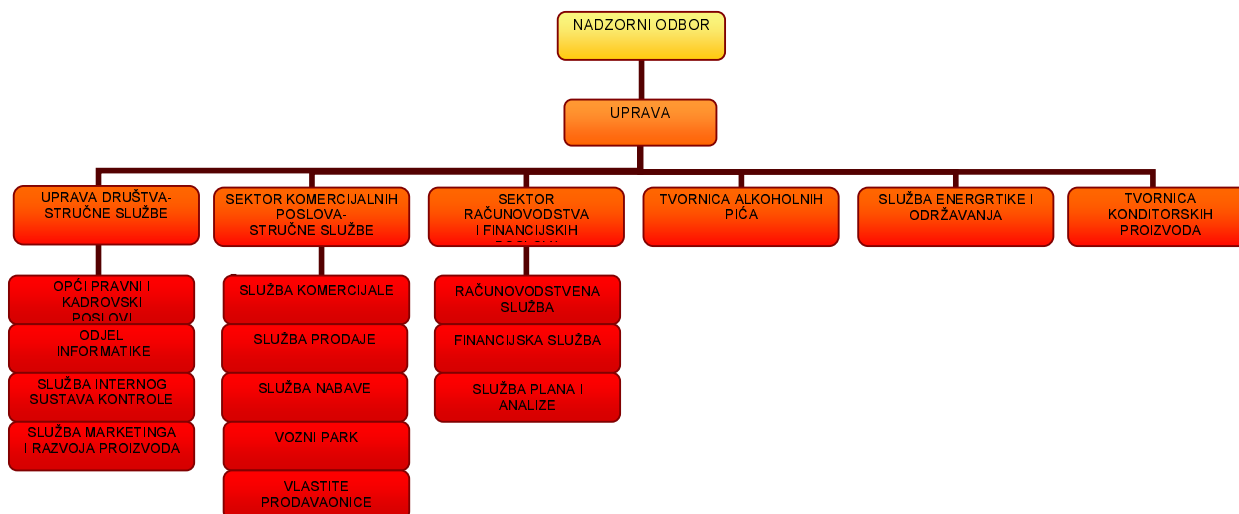 NADZORNI ODBOR
UPRAVA
UPRAVA DRUŠTVA-
STRUČNE SLUŽBE
SEKTOR KOMERCIJALNIH
POSLOVA-
STRUČNE SLUŽBE
SEKTOR
RAČUNOVODSTVA
I FINANCIJSKIH
TVORNICA ALKOHOLNIH
PIĆA
SLUŽBA ENERGRTIKE I
ODRŽAVANJA
TVORNICA
KONDITORSKIH
PROIZVODA
OPĆI PRAVNI I
KADROVSKI
POSLOVI
ODJEL
INFORMATIKE
SLUŽBA INTERNOG
SUSTAVA KONTROLE
SLUŽBA MARKETINGA
I RAZVOJA PROIZVODA
SLUŽBA KOMERCIJALE
SLUŽBA PRODAJE
SLUŽBA NABAVE
VOZNI PARK
VLASTITE
PRODAVAONICE
RAČUNOVODSTVENA
SLUŽBA
FINANCIJSKA SLUŽBA
SLUŽBA PLANA I
ANALIZE